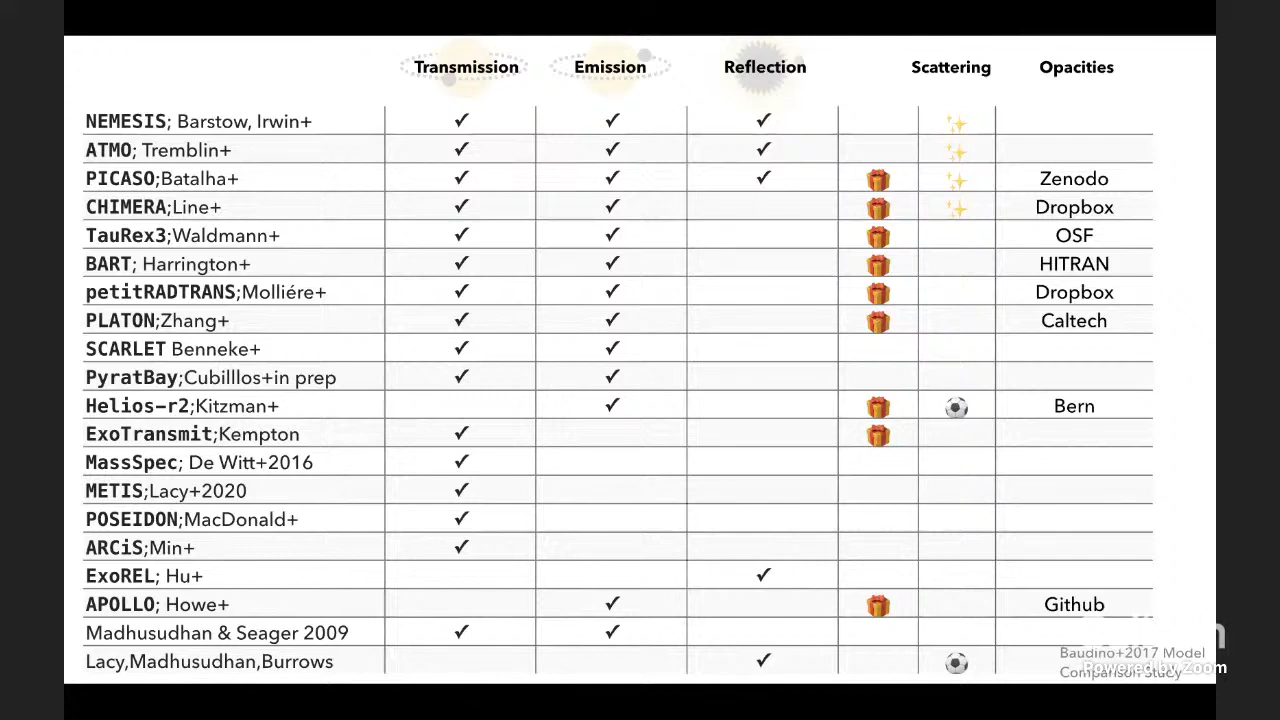 Transmission Emission Reflection Scattering Opacities
NEMESIS; Barstow, Irwin+ ✓ ✓ ✓
ATMO; Tremblin+ ✓ ✓ ✓
PICASO;Batalha+ ✓ ✓ ✓ Zenodo
CHIMERA;Line+ ✓ ✓ Dropbox
TauRex3;Waldmann+ ✓ ✓ OSF
BART; Harrington+ ✓ ✓ HITRAN
petitRADTRANS;Molliére+ ✓ ✓ Dropbox
PLATON;Zhang+ ✓ ✓ Caltech
SCARLET Benneke+ ✓ ✓
PyratBay;Cubilllos+in prep ✓ ✓
Helios-r2;Kitzman+ ✓ Bern
ExoTransmit;Kempton ✓
MassSpec; De Witt+2016 ✓
METIS;Lacy+2020 ✓
POSEIDON;MacDonald+ ✓
ARCiS;Min+ ✓
ExoREL; Hu+ ✓
APOLLO; Howe+ ✓ Github
Madhusudhan & Seager 2009 ✓ ✓
Lacy,Madhusudhan,Burrows ✓
Baudino+2017 Model
Comparison Study
Powered by Zoom